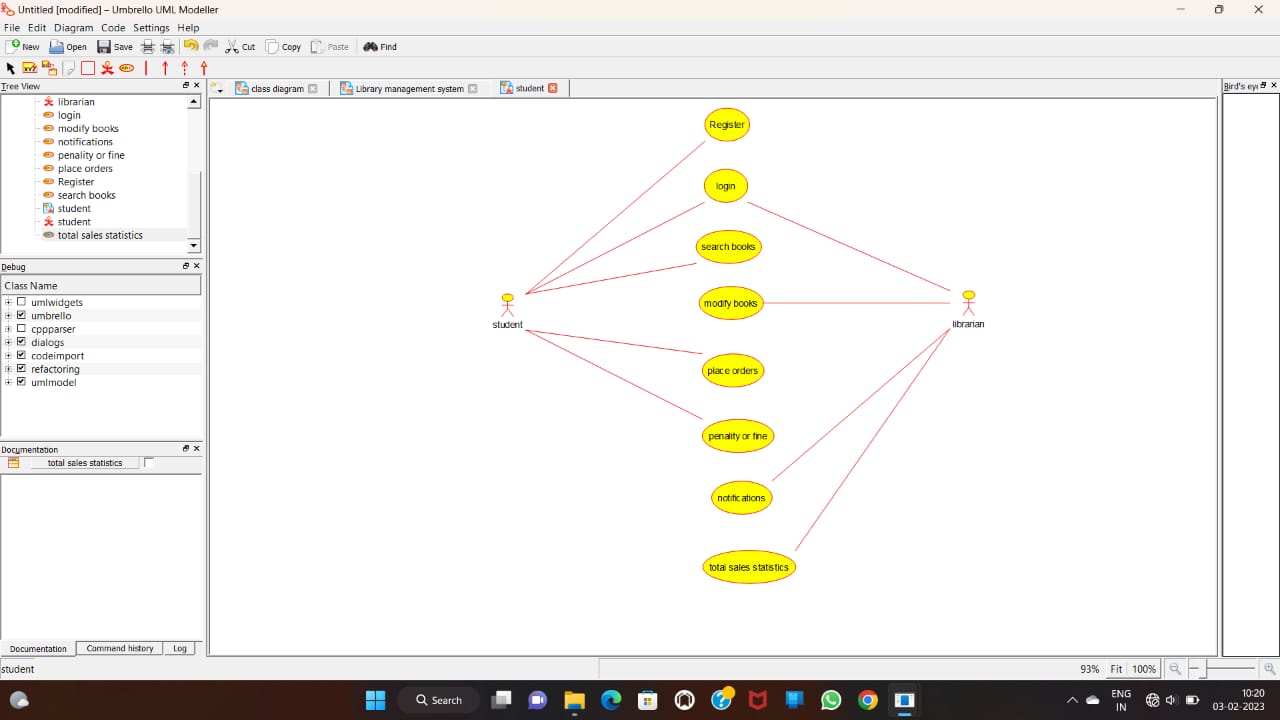 Untitled [modified] – Umbrello UML Modeller
File Edit Diagram Code Settings Help
New Open Save Cut Copy Paste Find
Tree View
librarian
login
modify books
notifications
penality or fine
place orders
Register
search books
student
student
total sales statistics
Debug
Class Name
umlwidgets
umbrello
cppparser
dialogs
codeimport
refactoring
umlmodel
Documentation
total sales statistics
Documentation Command history Log
student
class diagram Library management system student
Register
login
search books
modify books
student
librarian
place orders
penality or fine
notifications
total sales statistics
Bird's eye
93% Fit 100%
Search
ENG
IN
10:20
03-02-2023